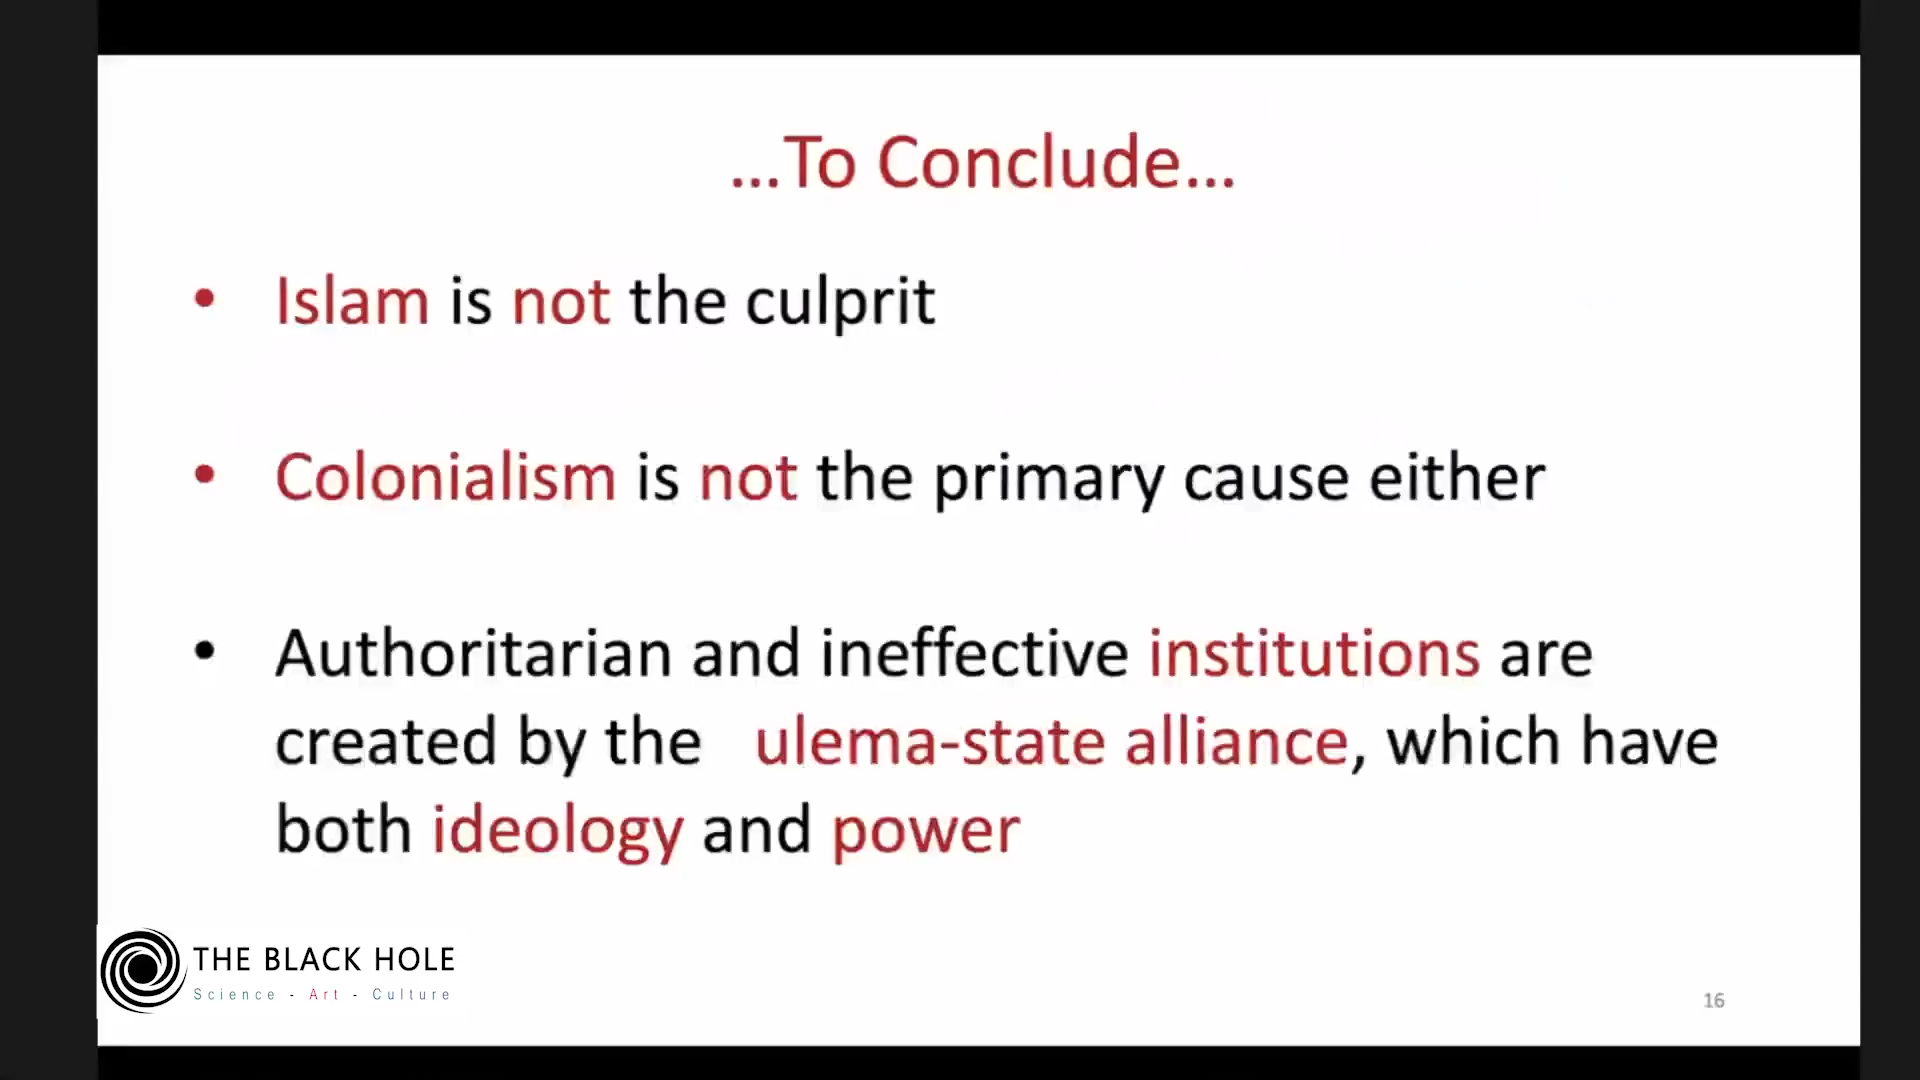 ...To Conclude...
• Islam is not the culprit
• Colonialism is not the primary cause either
• Authoritarian and ineffective institutions are
created by the ulema-state alliance, which have
both ideology and power
THE BLACK HOLE
Science - Art - Culture
16